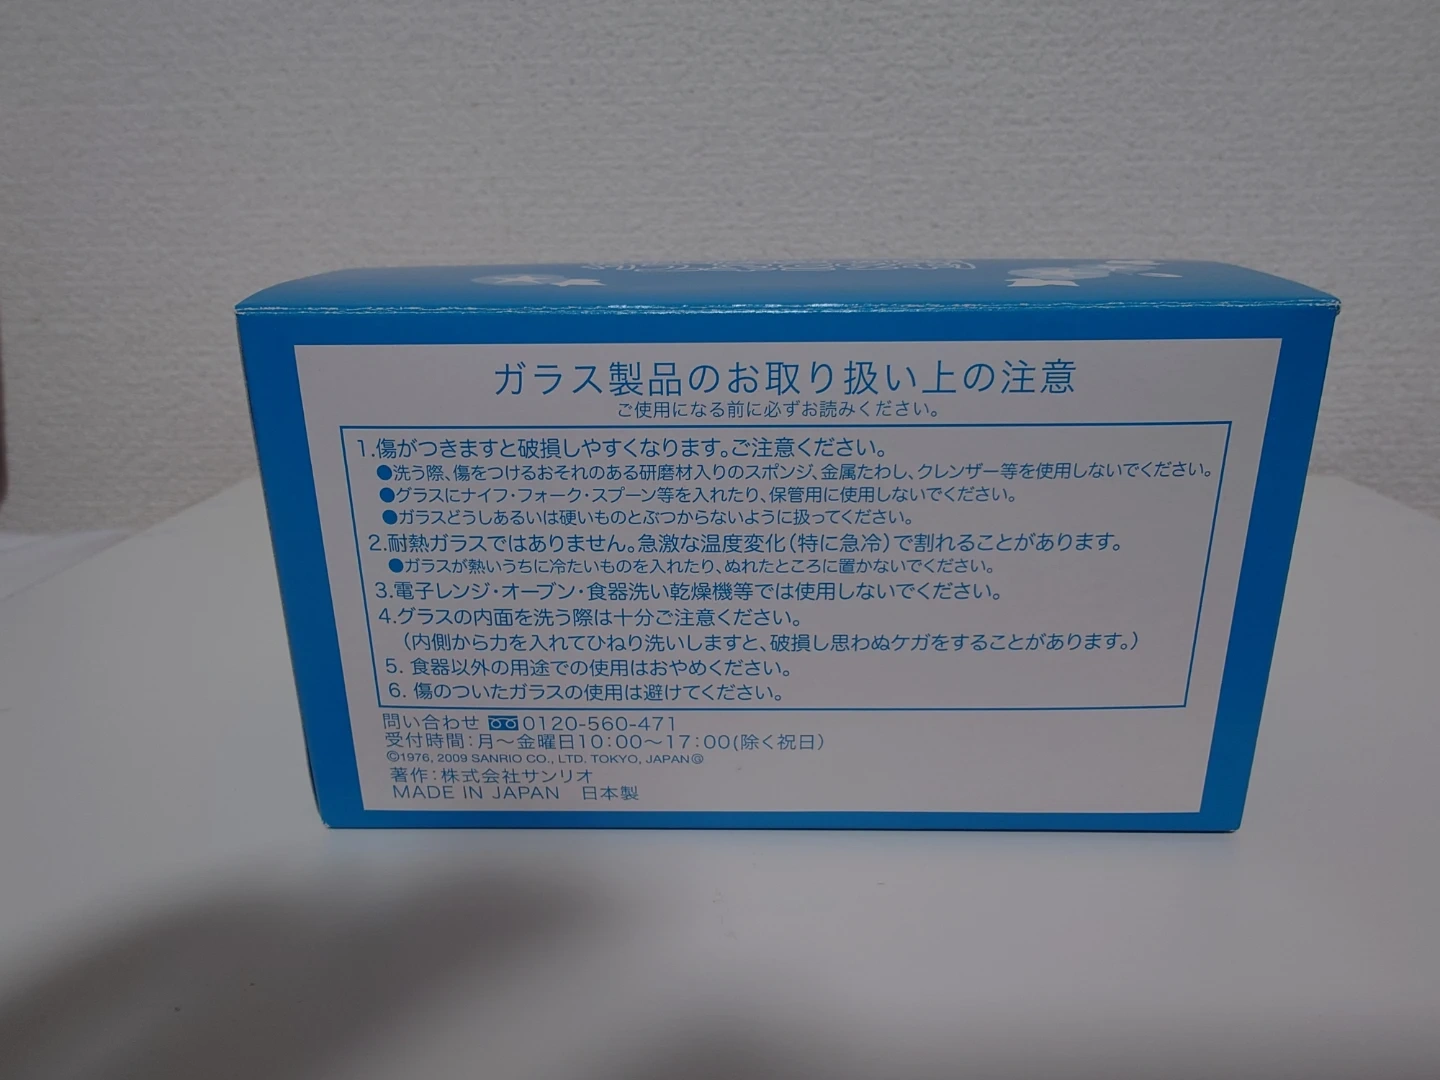 ガラス製品のお取り扱い上の注意
ご使用になる前に必ずお読みください。
1.傷がつきますと破損しやすくなります。ご注意ください。
●洗う際、傷をつけるおそれのある研磨材入りのスポンジ、金属たわし、クレンザー等を使用しないでください。
●グラスにナイフ・フォーク・スプーン等を入れたり、保管用に使用しないでください。
●ガラスどうしあるいは硬いものとぶつからないように扱ってください。
2.耐熱ガラスではありません。急激な温度変化(特に急冷)で割れることがあります。
●ガラスが熱いうちに冷たいものを入れたり、ぬれたところに置かないでください。
3.電子レンジ・オーブン・食器洗い乾燥機等では使用しないでください。
4.グラスの内面を洗う際は十分ご注意ください。
(内側から力を入れてひねり洗いしますと、破損し思わぬケガをすることがあります。)
5. 食器以外の用途での使用はおやめください。
6. 傷のついたガラスの使用は避けてください。
問い合わせ 0120-560-471
受付時間:月〜金曜日10:00〜17:00(除く祝日)
©1976, 2009 SANRIO CO., LTD. TOKYO, JAPAN Ⓖ
著作:株式会社サンリオ
MADE IN JAPAN 日本製